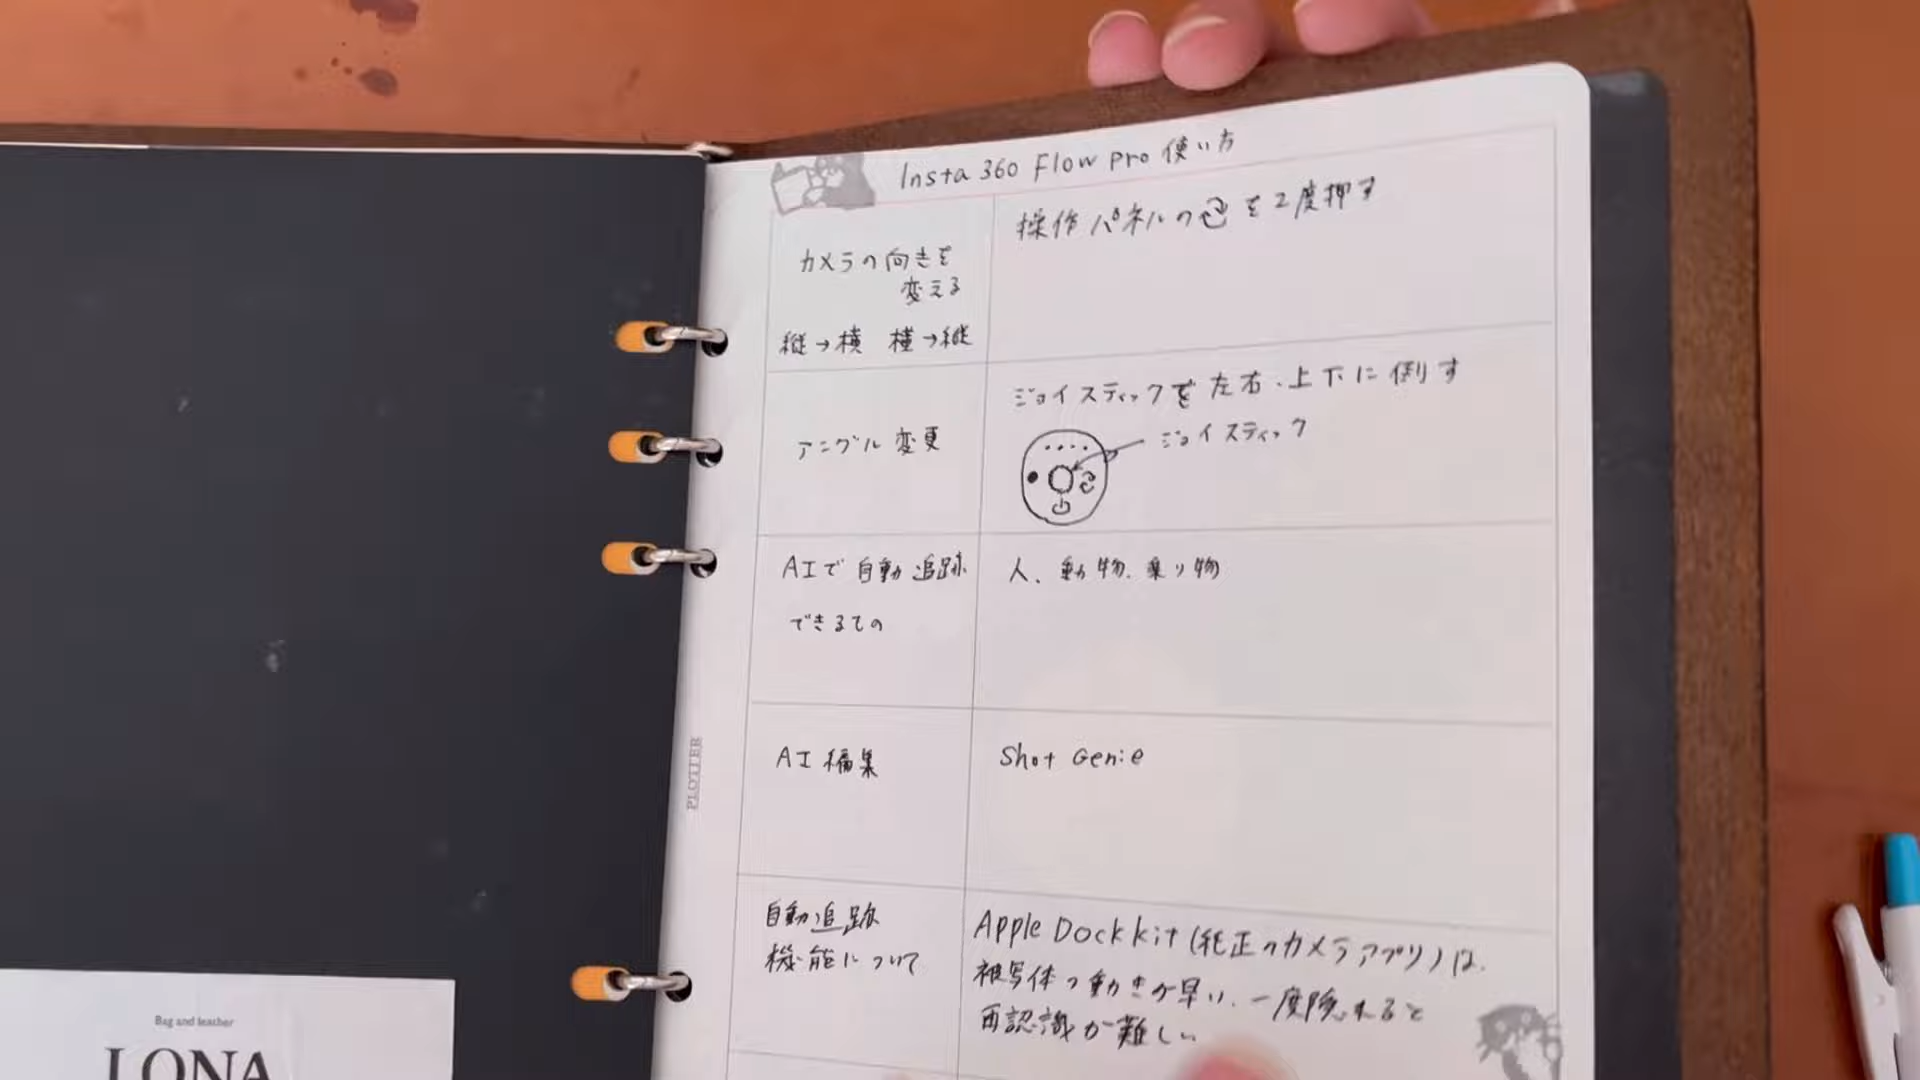 Insta 360 Flow Pro 使い方
カメラの向きを
変える
縦→横 横→縦
操作パネルの を2度押す
アングル変更
ジョイスティックを左右、上下に倒す
ジョイスティック
AIで自動追跡
できるもの
人、動物、乗り物
AI編集
Shot Genie
自動追跡
機能について
Apple Dockkit(純正のカメラアプリ)は、
被写体の動きが早い、一度隠れると
再認識が難しい
PLOTTER
Bag and leather
LONA